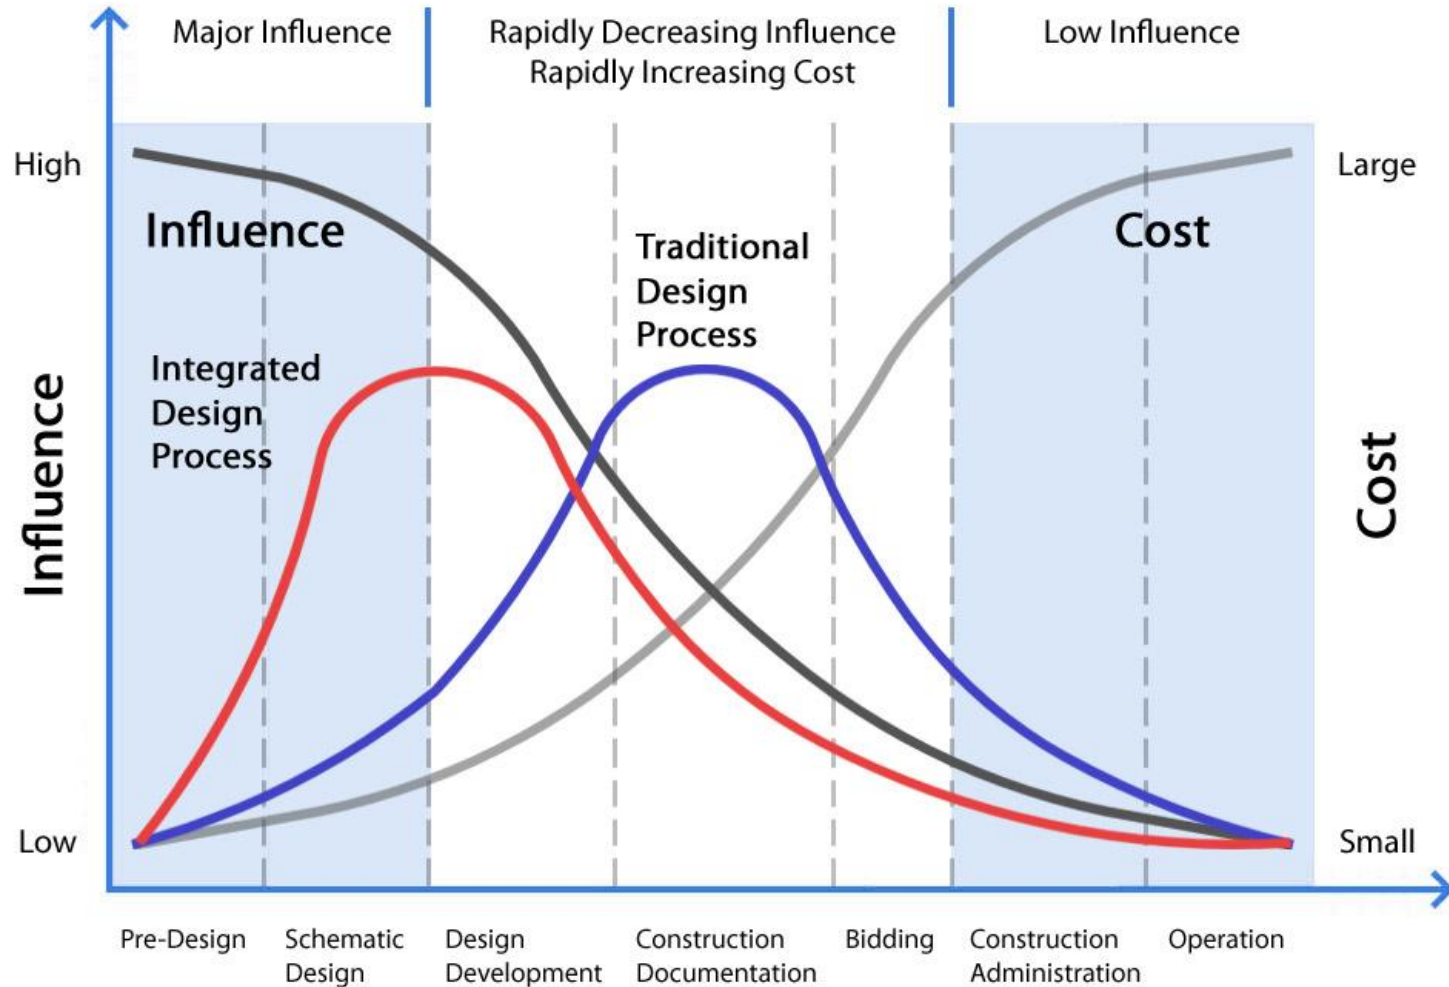 Major Influence
Rapidly Decreasing Influence
Rapidly Increasing Cost
Low Influence
High
Large
Influence
Cost
Traditional
Design
Process
Integrated
Design
Process
Influence
Cost
Low
Small
Pre-Design
Schematic
Design
Design
Development
Construction
Documentation
Bidding
Construction
Administration
Operation